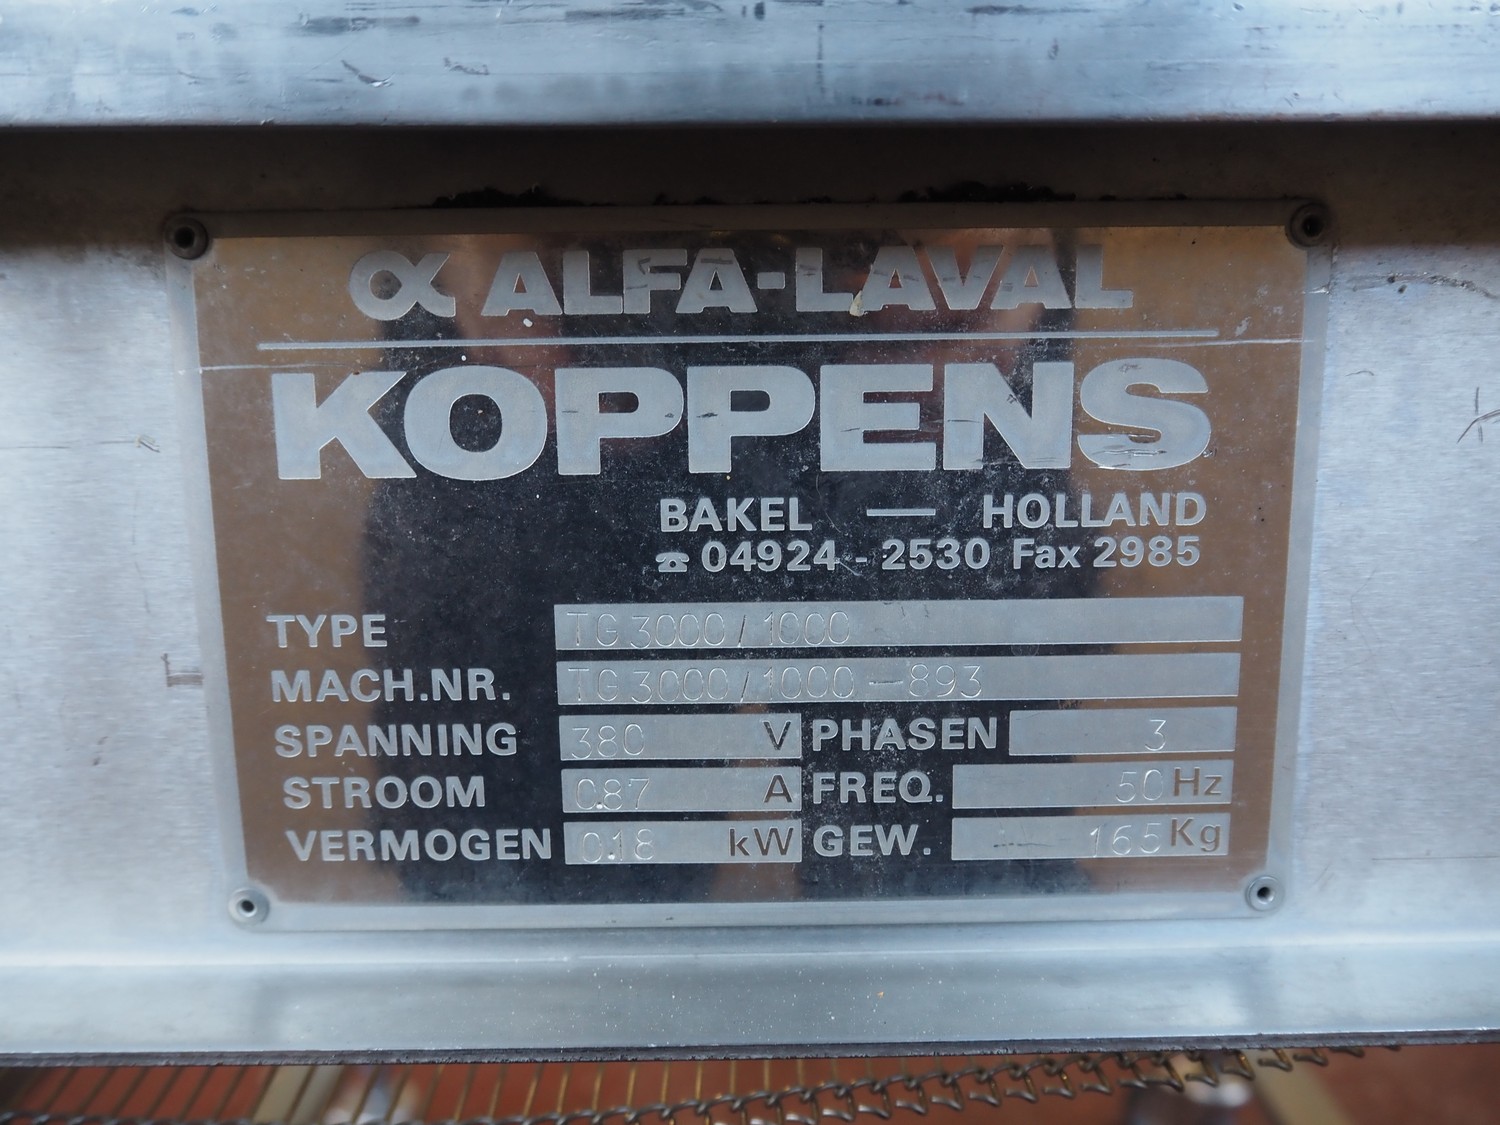 α ALFA-LAVAL
KOPPENS
BAKEL — HOLLAND
☎ 04924 - 2530 Fax 2985
TYPE TG 3000/1000
MACH.NR. TG 3000/1000-893
SPANNING 380 V PHASEN 3
STROOM 0.87 A FREQ. 50 Hz
VERMOGEN 0.18 kW GEW. 165 Kg